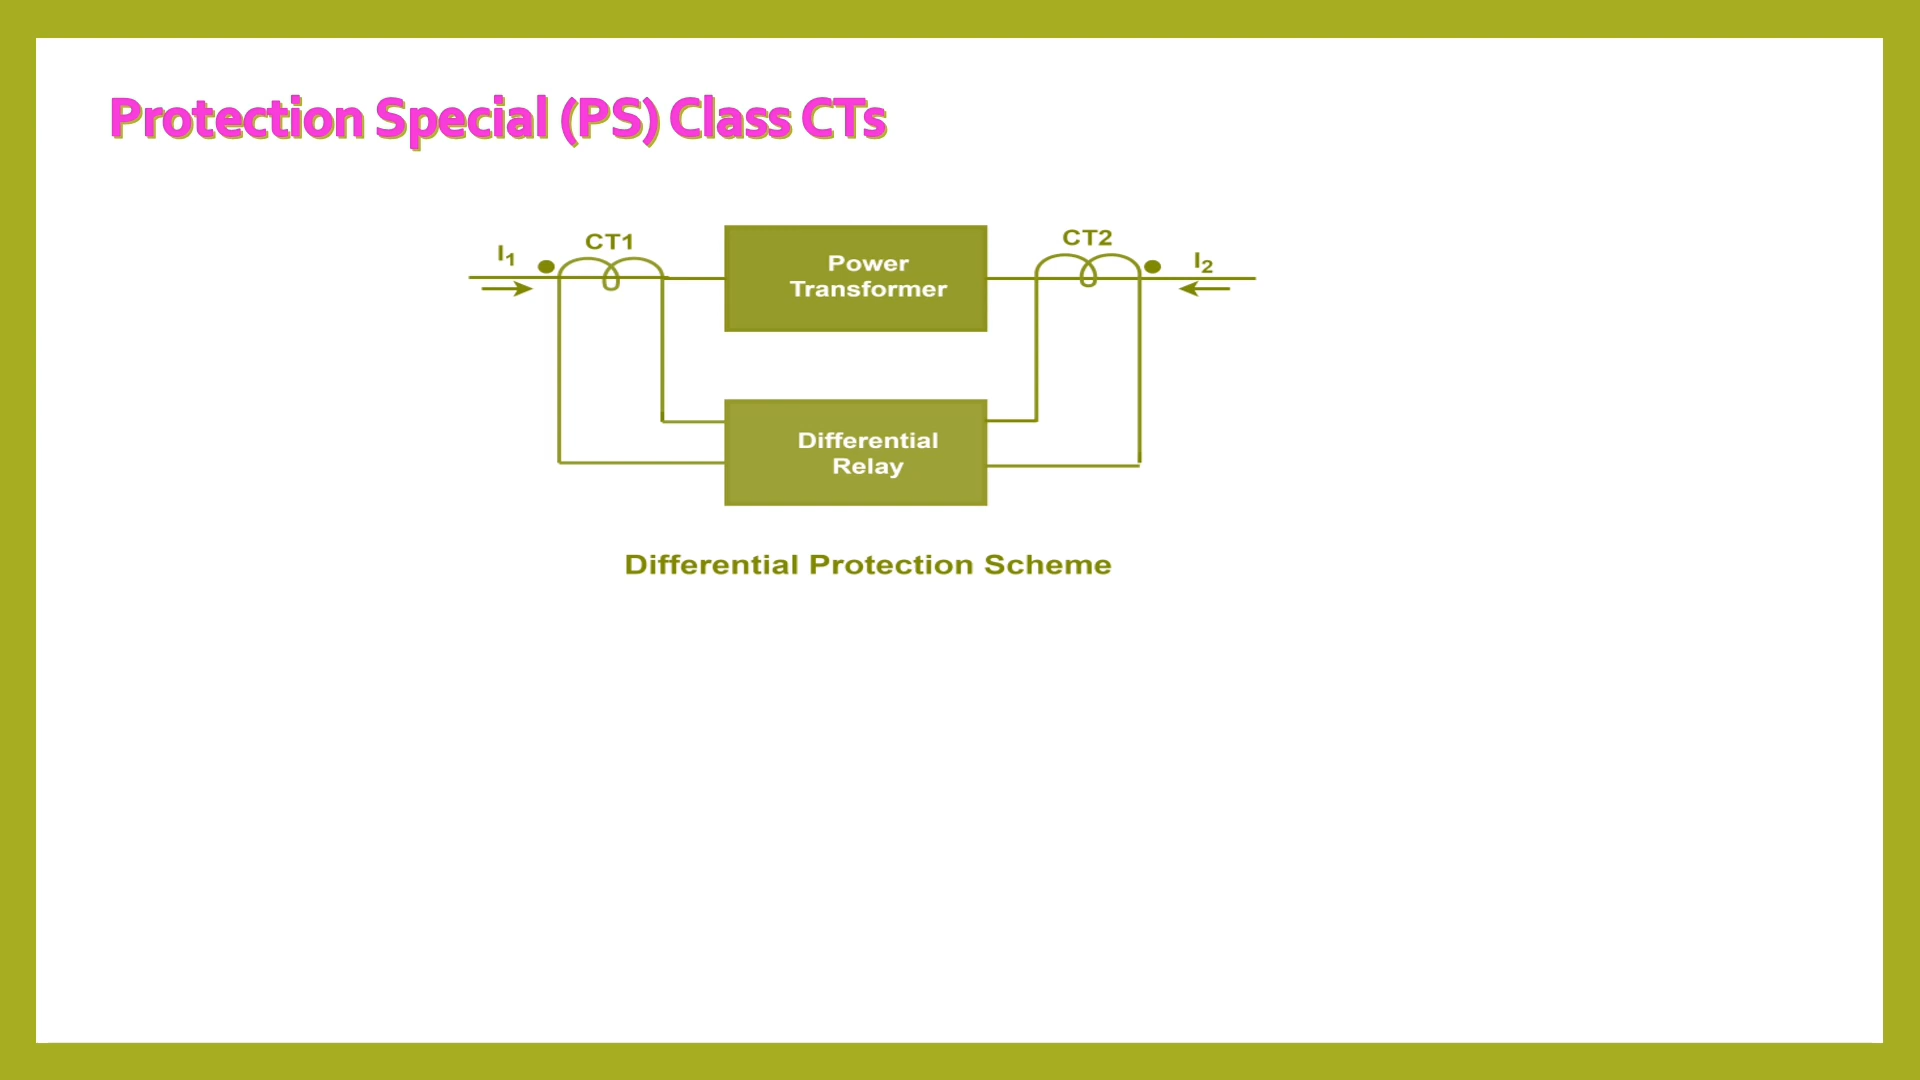 Protection Special (PS) Class CTs
I₁
CT1
Power
Transformer
CT2
I₂
Differential
Relay
Differential Protection Scheme